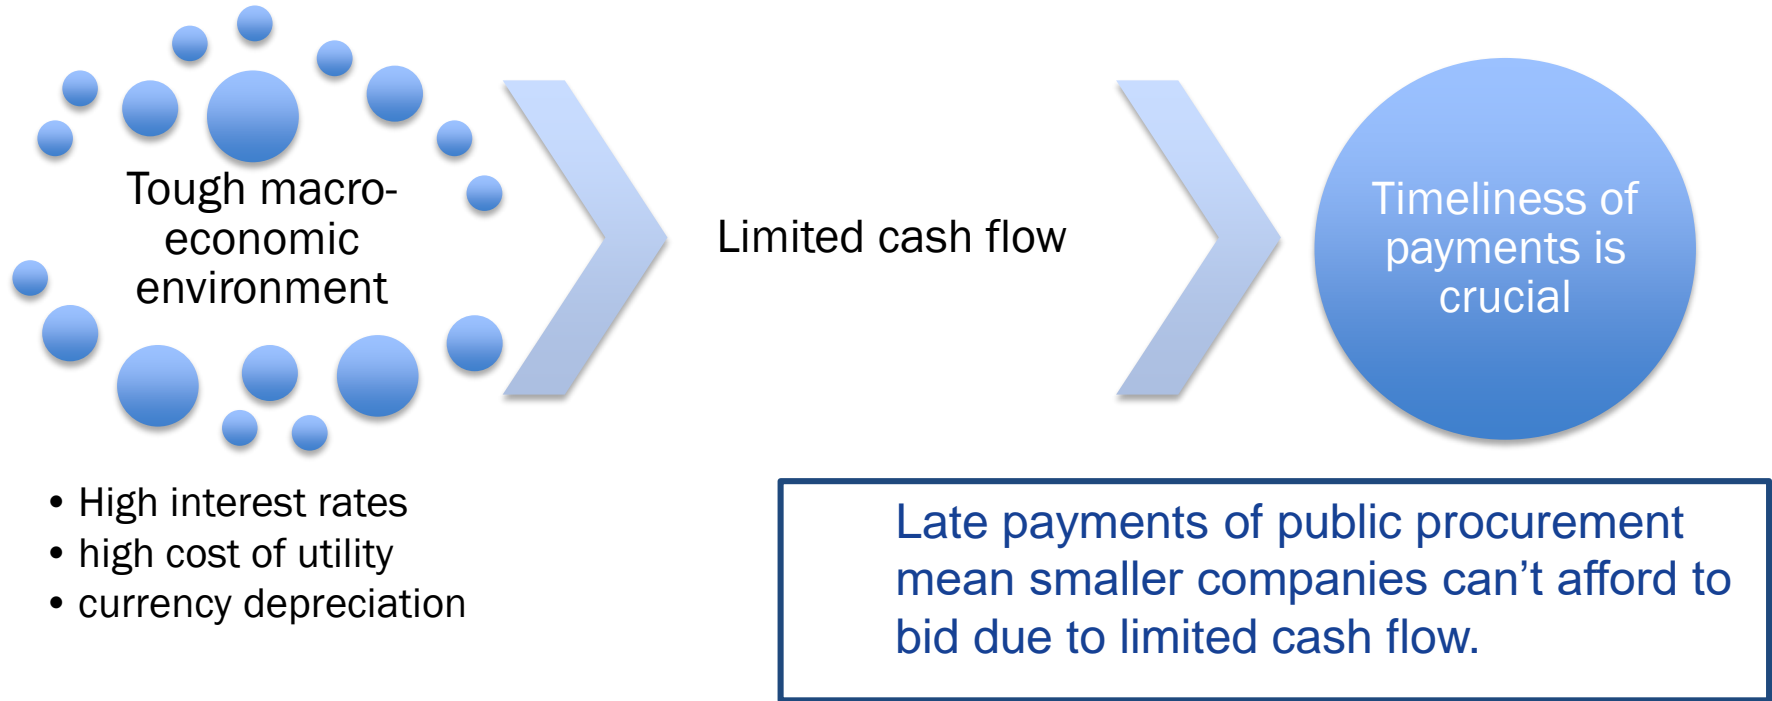 Tough macro-
economic
environment
Limited cash flow
Timeliness of
payments is
crucial
• High interest rates
• high cost of utility
• currency depreciation
Late payments of public procurement
mean smaller companies can’t afford to
bid due to limited cash flow.